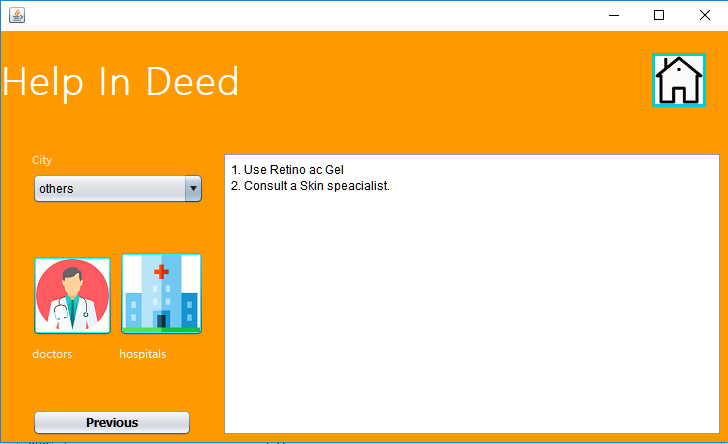 Help In Deed
City
others
1. Use Retino ac Gel
2. Consult a Skin speacialist.
doctors
hospitals
Previous